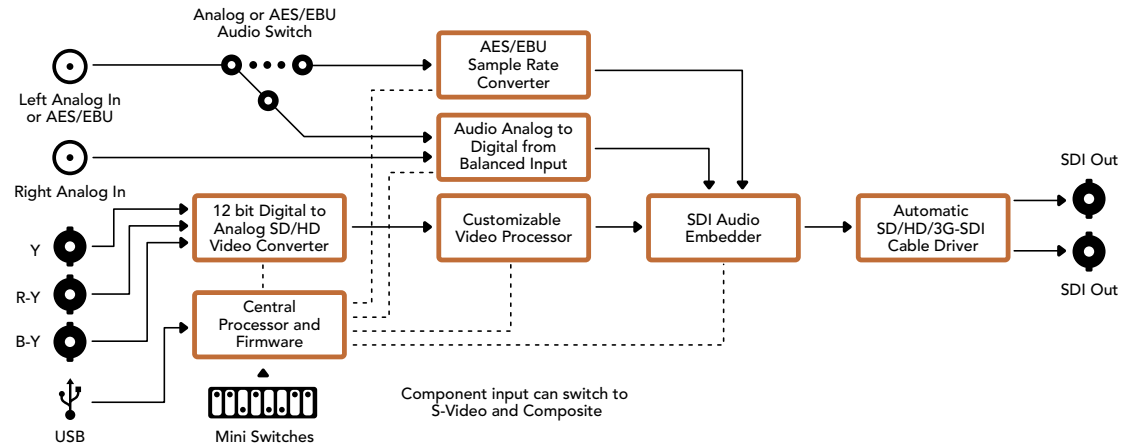 Analog or AES/EBU
Audio Switch
Left Analog In
or AES/EBU
Right Analog In
AES/EBU
Sample Rate
Converter
Audio Analog to
Digital from
Balanced Input
Y
R-Y
B-Y
USB
12 bit Digital to
Analog SD/HD
Video Converter
Customizable
Video Processor
SDI Audio
Embedder
Automatic
SD/HD/3G-SDI
Cable Driver
SDI Out
SDI Out
Central
Processor and
Firmware
Mini Switches
Component input can switch to
S-Video and Composite